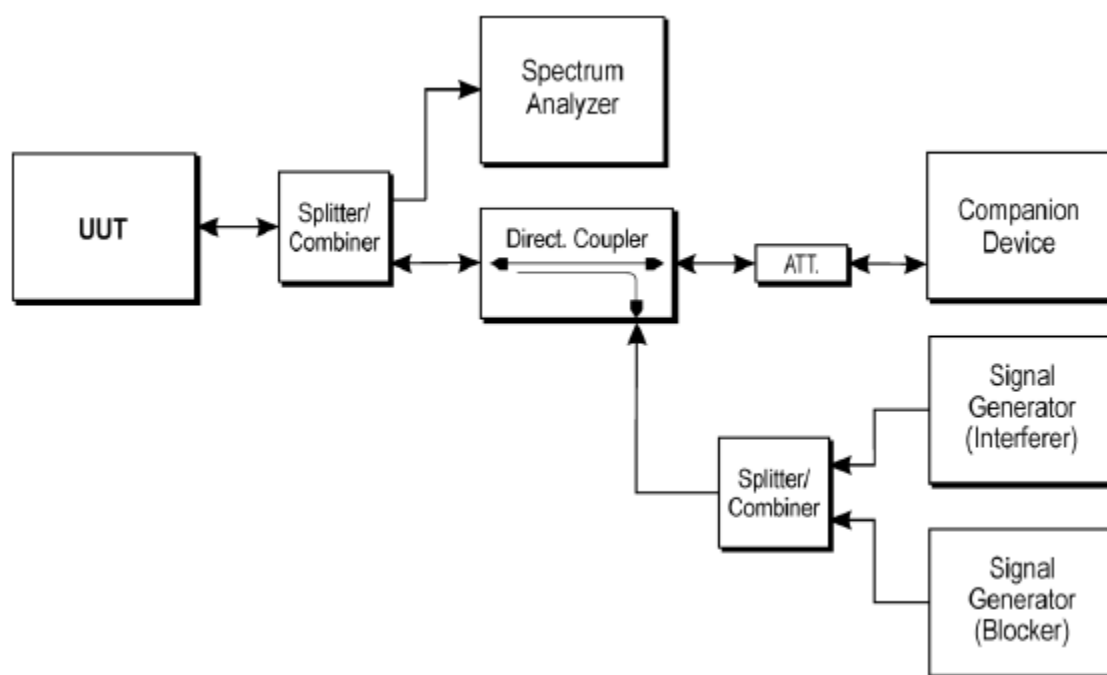 Spectrum
Analyzer
UUT
Splitter/
Combiner
Direct. Coupler
ATT.
Companion
Device
Signal
Generator
(Interferer)
Splitter/
Combiner
Signal
Generator
(Blocker)